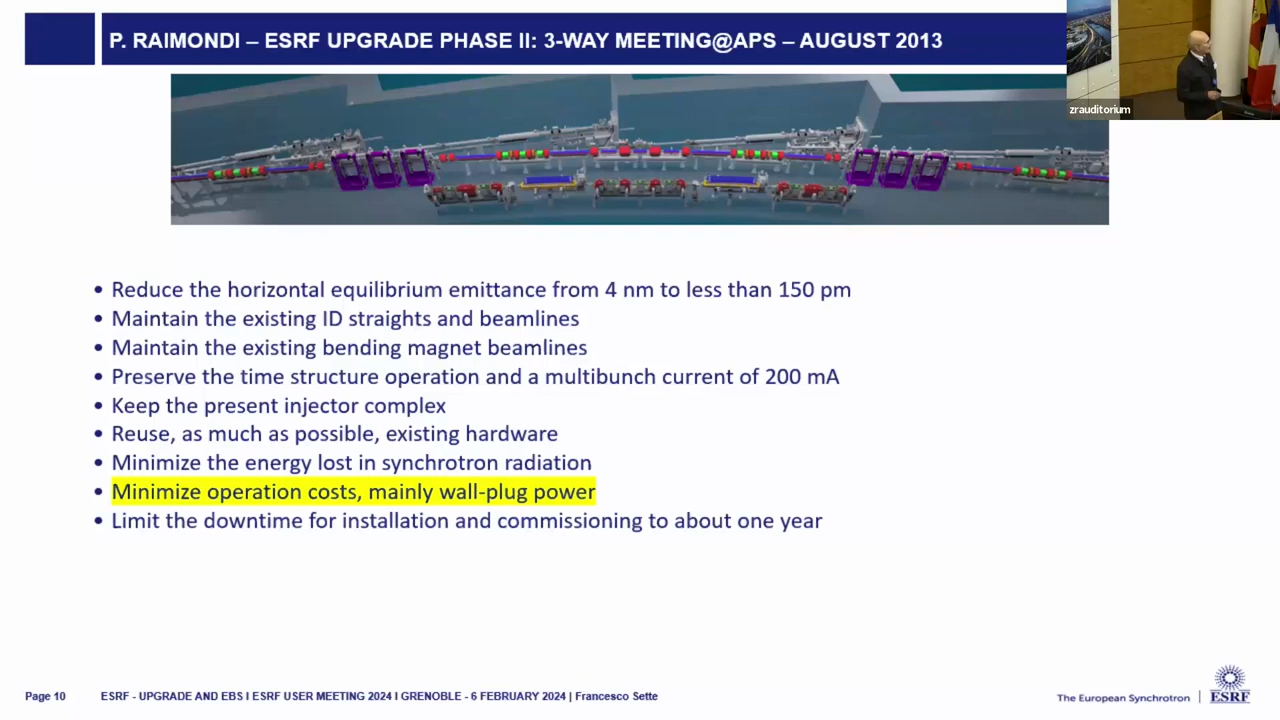 P. RAIMONDI – ESRF UPGRADE PHASE II: 3-WAY MEETING@APS – AUGUST 2013
zrauditorium
• Reduce the horizontal equilibrium emittance from 4 nm to less than 150 pm
• Maintain the existing ID straights and beamlines
• Maintain the existing bending magnet beamlines
• Preserve the time structure operation and a multibunch current of 200 mA
• Keep the present injector complex
• Reuse, as much as possible, existing hardware
• Minimize the energy lost in synchrotron radiation
• Minimize operation costs, mainly wall-plug power
• Limit the downtime for installation and commissioning to about one year
Page 10
ESRF - UPGRADE AND EBS I ESRF USER MEETING 2024 I GRENOBLE - 6 FEBRUARY 2024 | Francesco Sette
The European Synchrotron | ESRF